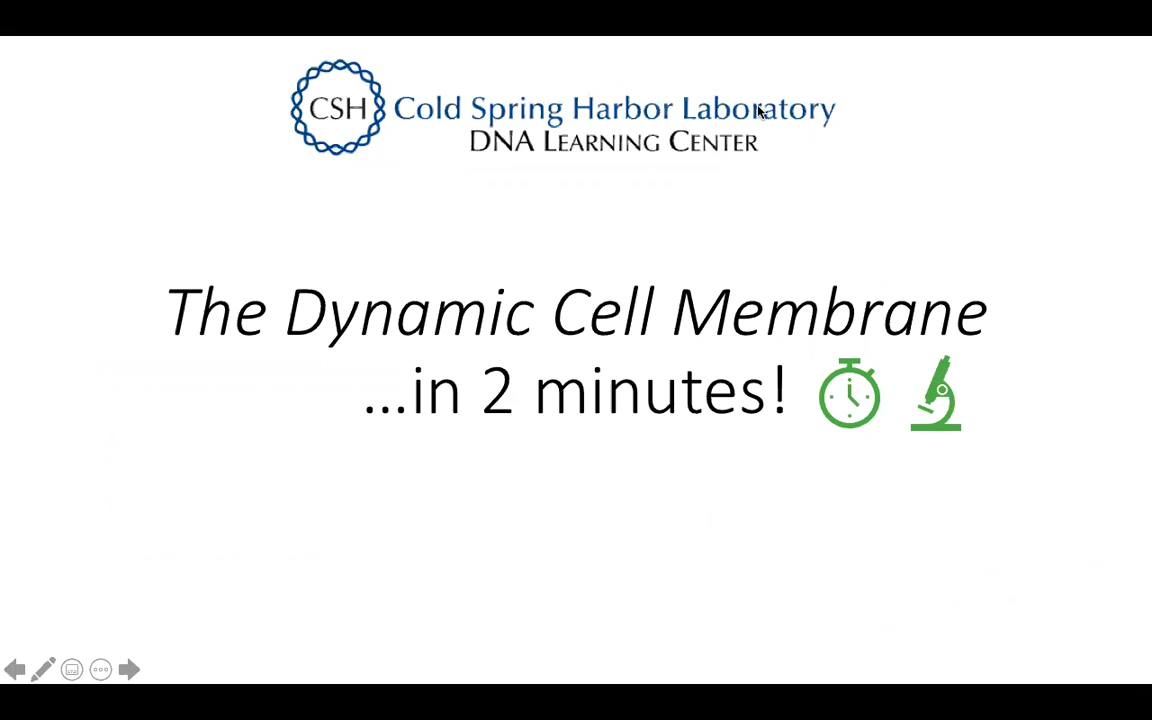 CSH
Cold Spring Harbor Laboratory
DNA LEARNING CENTER
The Dynamic Cell Membrane
...in 2 minutes!